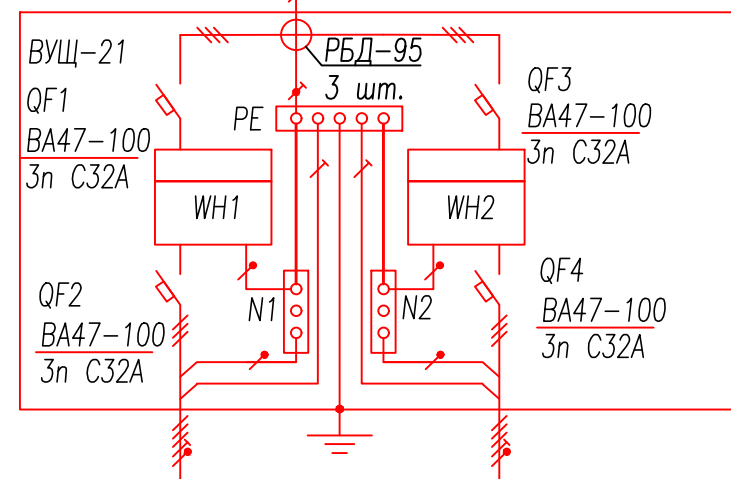 ВУЩ-21
РБД-95
3 шт.
QF1
ВА47-100
3п С32А
PE
QF3
ВА47-100
3п С32А
WH1
WH2
QF2
ВА47-100
3п С32А
N1
N2
QF4
ВА47-100
3п С32А